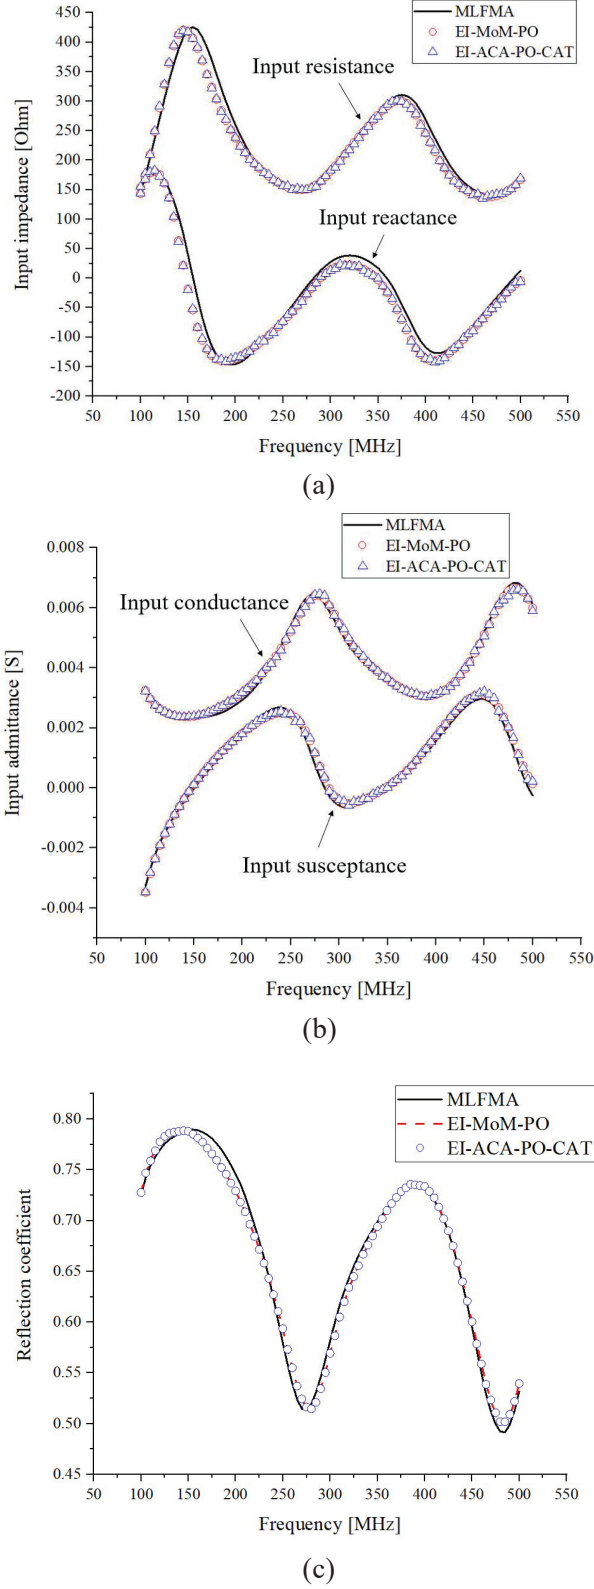 MLFMA
EI-MoM-PO
EI-ACA-PO-CAT
Input resistance
Input reactance
Input impedance [Ohm]
450
400
350
300
250
200
150
100
50
0
-50
-100
-150
-200
50 100 150 200 250 300 350 400 450 500 550
Frequency [MHz]
(a)
MLFMA
EI-MoM-PO
EI-ACA-PO-CAT
Input conductance
Input susceptance
Input admittance [S]
0.008
0.006
0.004
0.002
0.000
-0.002
-0.004
50 100 150 200 250 300 350 400 450 500 550
Frequency [MHz]
(b)
MLFMA
EI-MoM-PO
EI-ACA-PO-CAT
Reflection coefficient
0.80
0.75
0.70
0.65
0.60
0.55
0.50
0.45
50 100 150 200 250 300 350 400 450 500 550
Frequency [MHz]
(c)